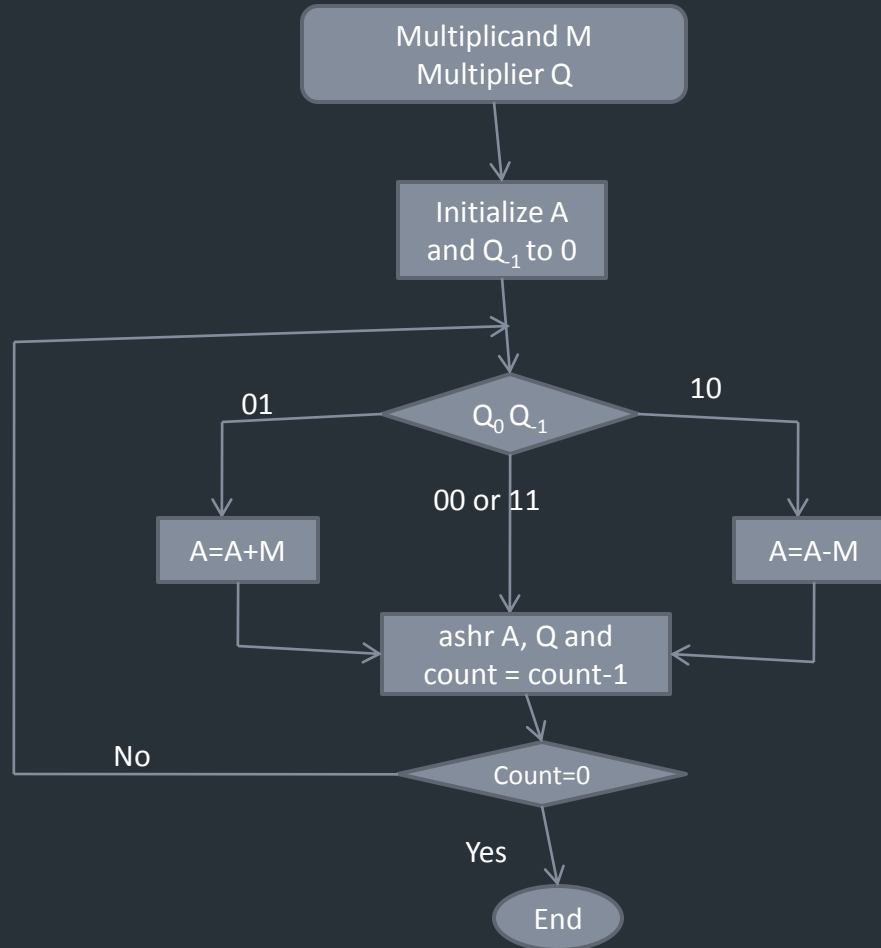 Multiplicand M
Multiplier Q
Initialize A
and Q₋₁ to 0
01
Q₀ Q₋₁
10
00 or 11
A=A+M
A=A-M
ashr A, Q and
count = count-1
No
Count=0
Yes
End